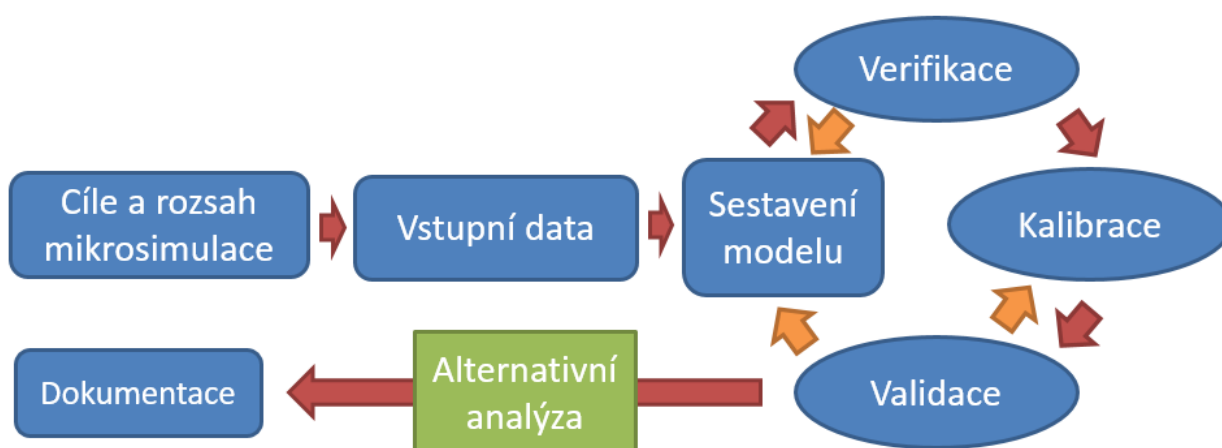 Cíle a rozsah
mikrosimulace
Vstupní data
Sestavení
modelu
Verifikace
Kalibrace
Validace
Alternativní
analýza
Dokumentace